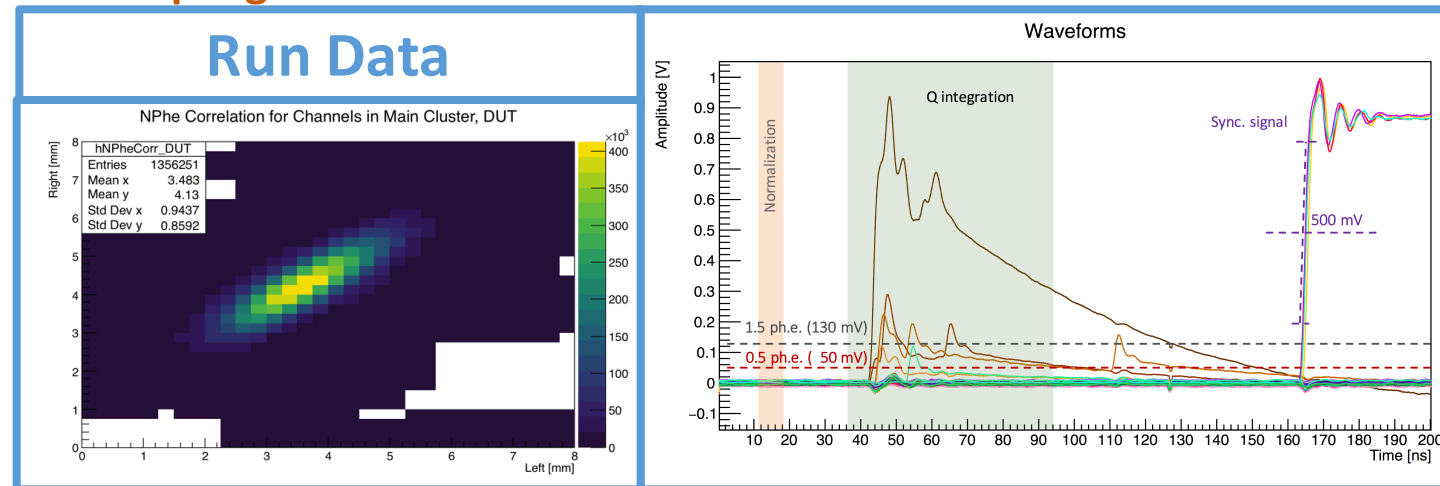 Run Data
NPhe Correlation for Channels in Main Cluster, DUT
hNPheCorr_DUT
Entries 1356251
Mean x 3.483
Mean y 4.13
Std Dev x 0.9437
Std Dev y 0.8592
Right [mm]
8
7
6
5
4
3
2
1
0
0 1 2 3 4 5 6 7 8
Left [mm]
×10³
400
350
300
250
200
150
100
50
0
Waveforms
Amplitude [V]
1
0.9
0.8
0.7
0.6
0.5
0.4
0.3
0.2
0.1
0
−0.1
Normalization
Q integration
Sync. signal
500 mV
1.5 ph.e. (130 mV)
0.5 ph.e. ( 50 mV)
10 20 30 40 50 60 70 80 90 100 110 120 130 140 150 160 170 180 190 200
Time [ns]